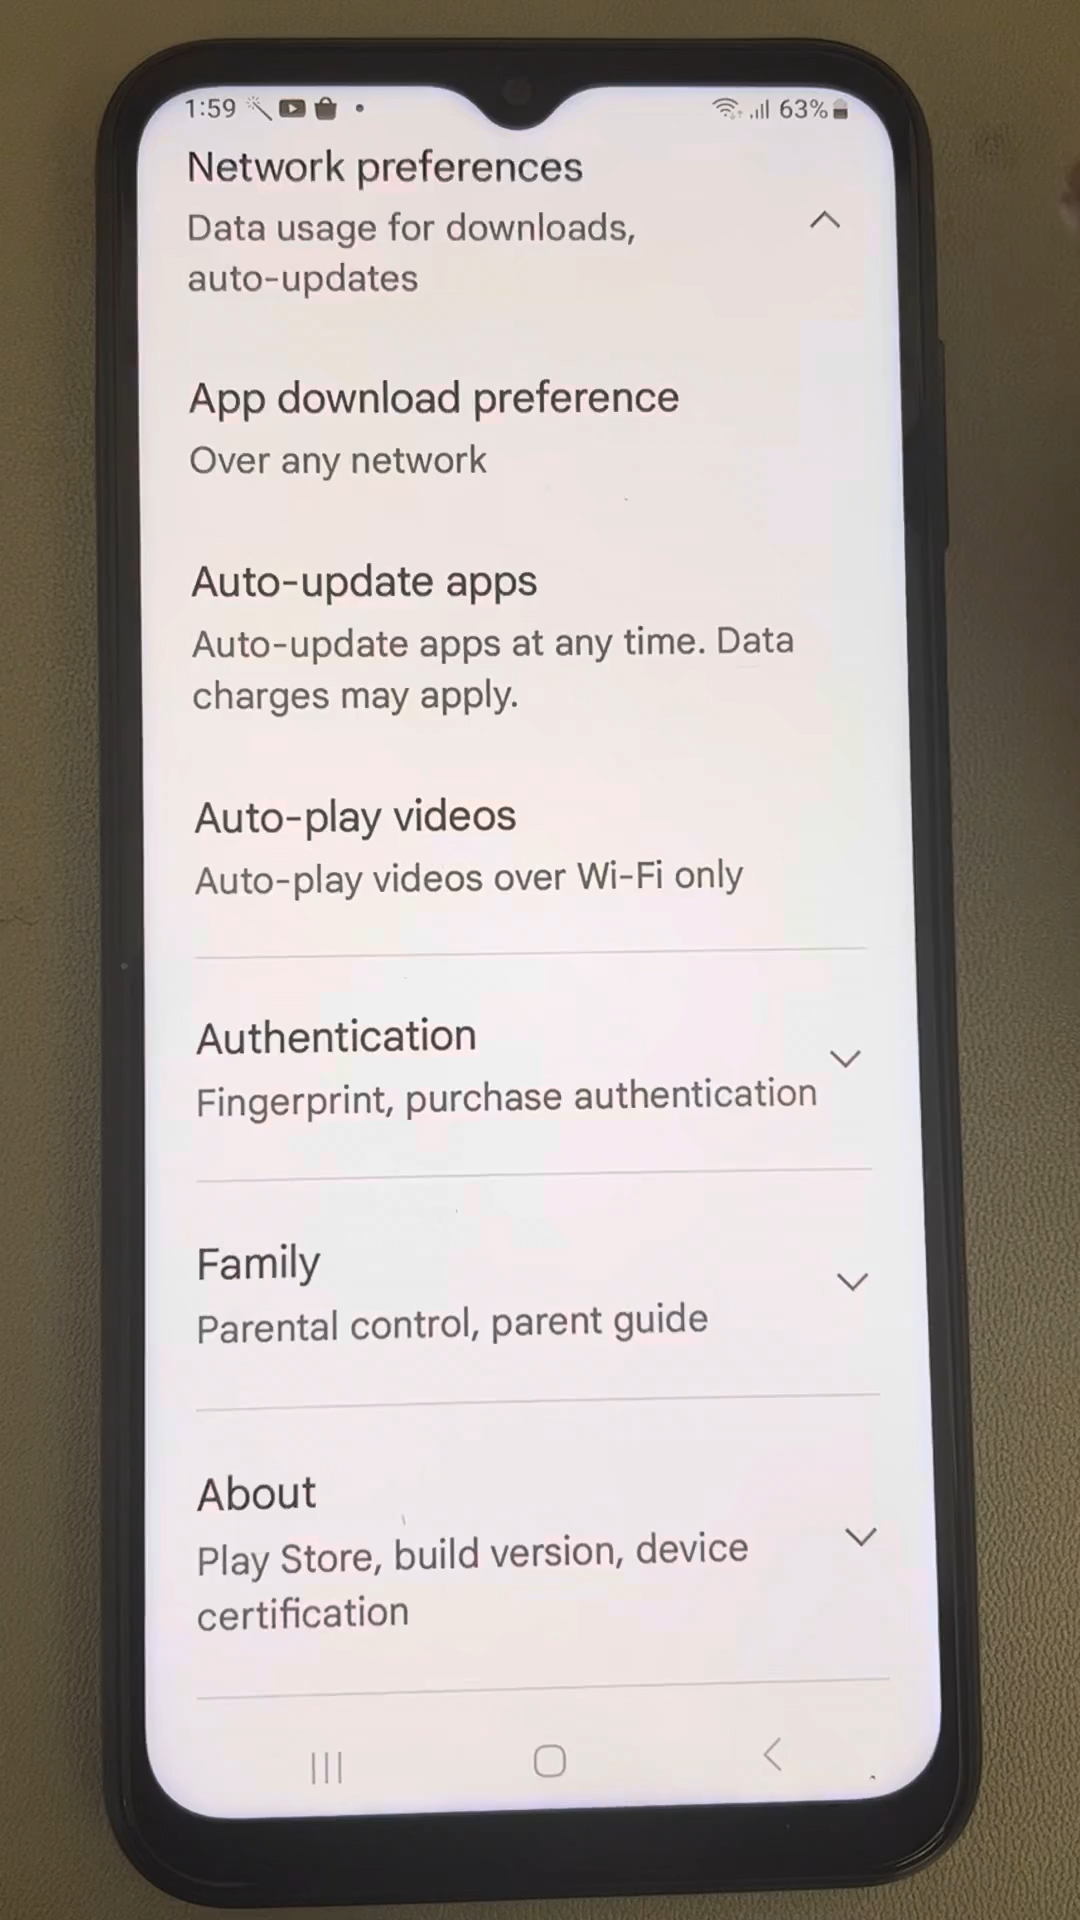 1:59
63%
Network preferences
Data usage for downloads,
auto-updates
App download preference
Over any network
Auto-update apps
Auto-update apps at any time. Data
charges may apply.
Auto-play videos
Auto-play videos over Wi-Fi only
Authentication
Fingerprint, purchase authentication
Family
Parental control, parent guide
About
Play Store, build version, device
certification